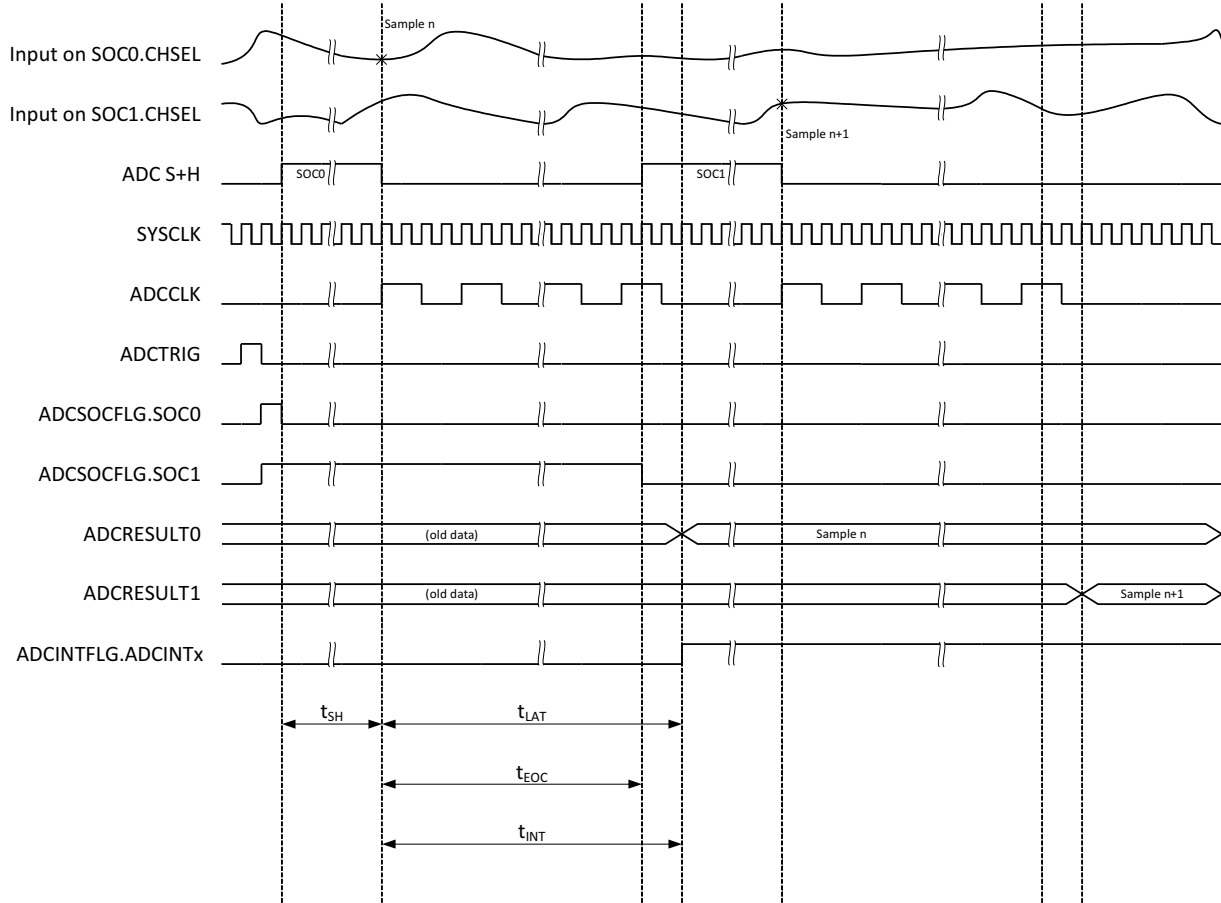 Sample n
Input on SOC0.CHSEL
Input on SOC1.CHSEL
Sample n+1
ADC S+H
SOC0
SOC1
SYSCLK
ADCCLK
ADCTRIG
ADCSOCFLG.SOC0
ADCSOCFLG.SOC1
ADCRESULT0
(old data)
Sample n
ADCRESULT1
(old data)
Sample n+1
ADCINTFLG.ADCINTx
tSH
tLAT
tEOC
tINT